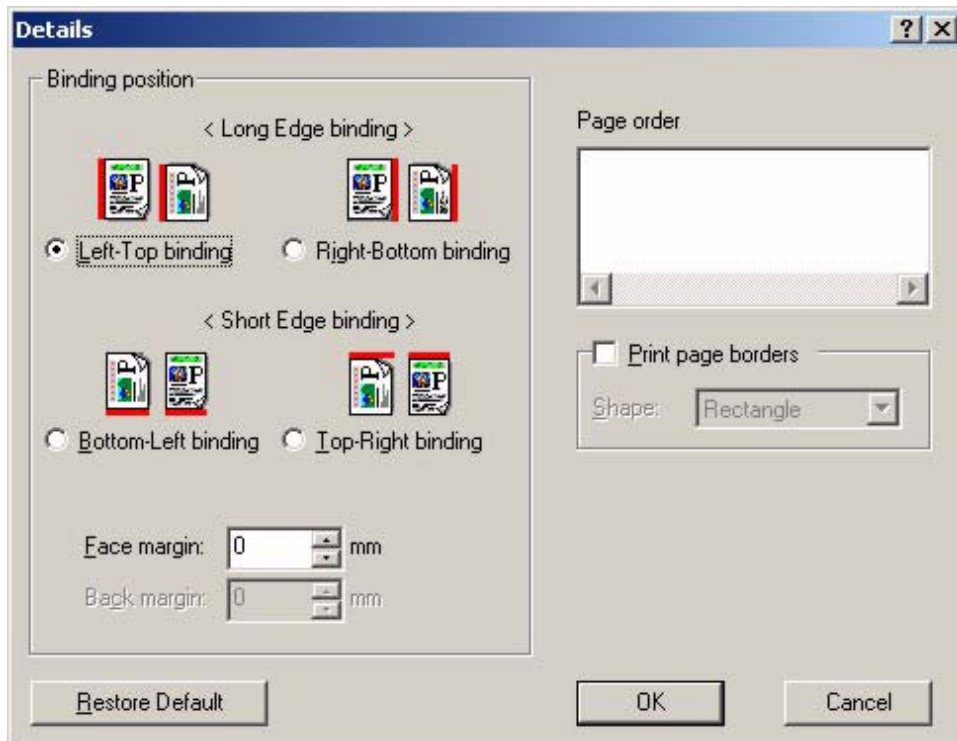 Details
Binding position
< Long Edge binding >
Left-Top binding
Right-Bottom binding
< Short Edge binding >
Bottom-Left binding
Top-Right binding
Face margin: 0 mm
Back margin: 0 mm
Page order
Print page borders
Shape: Rectangle
Restore Default
OK
Cancel